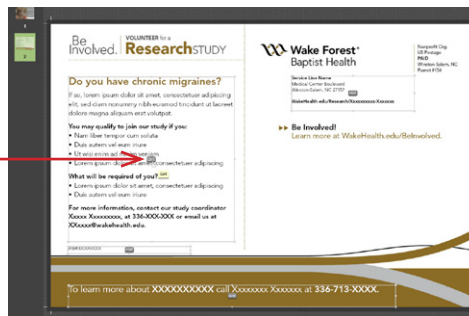 Be
Involved.
VOLUNTEER for a
ResearchSTUDY
Do you have chronic migraines?
If so, lorem ipsum dolor sit amet, consectetuer adipiscing
elit, sed diam nonummy nibh euismod tincidunt ut laoreet
dolore magna aliquam erat volutpat.
You may qualify to join our study if you:
• Nam liber tempor cum soluta
• Duis autem vel eum iriure
• Ut wisi enim ad minim veniam
• Lorem ipsum dolor sit amet, consectetuer adipiscing
What will be required of you?
• Lorem ipsum dolor sit amet, consectetuer adipiscing
• Duis autem vel eum iriure
For more information, contact our study coordinator
Xxxxx Xxxxxxxxx, at 336-XXX-XXX or email us at
XXxxxx@wakehealth.edu.
Wake Forest®
Baptist Health
Service Line Name
Medical Center Boulevard
Winston-Salem, NC 27157
Nonprofit Org.
US Postage
PAID
Winston-Salem, NC
▸▸ Be Involved!
Learn more at WakeHealth.edu/BeInvolved.
To learn more about XXXXXXXXXX call Xxxxxxxx Xxxxxxx at 336-713-XXXX.